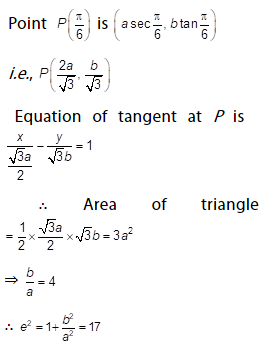 Point P(π/6) is (a sec π/6, b tan π/6)
i.e., P(2a/√3, b/√3)
Equation of tangent at P is
x/(√3a/2) − y/(√3b) = 1
∴ Area of triangle
= 1/2 × √3a/2 × √3b = 3a²
⇒ b/a = 4
∴ e² = 1 + b²/a² = 17